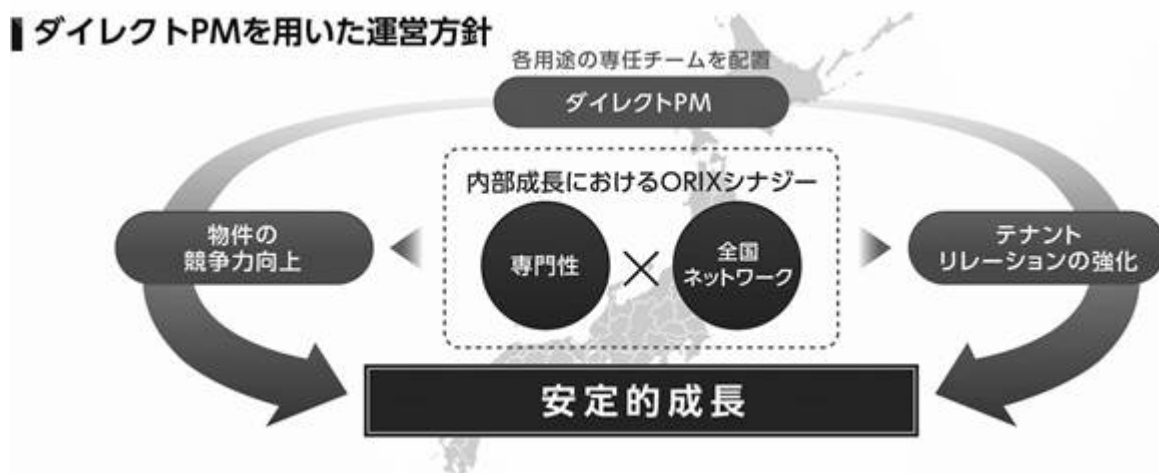 ダイレクトPMを用いた運営方針
各用途の専任チームを配置
ダイレクトPM
内部成長におけるORIXシナジー
物件の
競争力向上
専門性
×
全国
ネットワーク
テナント
リレーションの強化
安定的成長